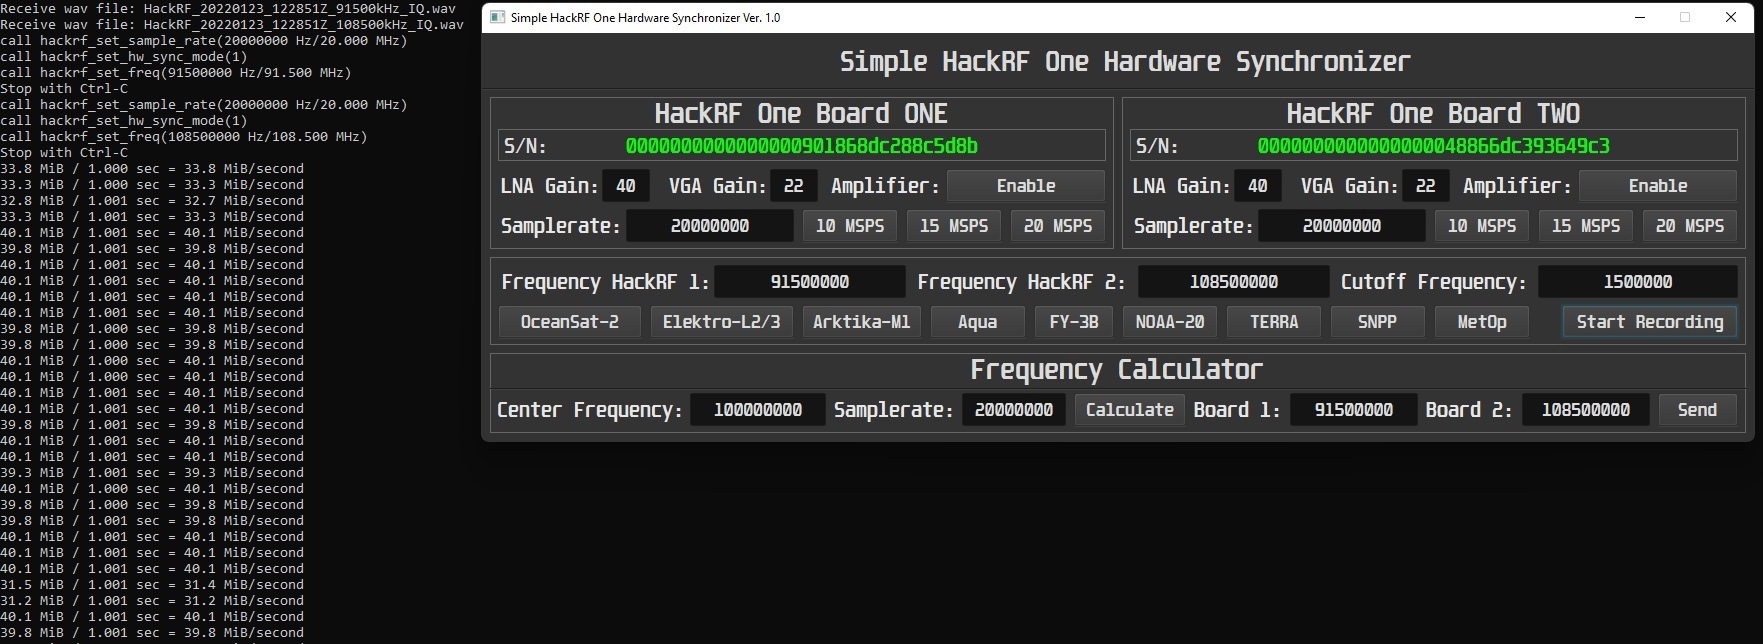 Receive wav file: HackRF_20220123_122851Z_91500kHz_IQ.wav
Receive wav file: HackRF_20220123_122851Z_108500kHz_IQ.wav
call hackrf_set_sample_rate(20000000 Hz/20.000 MHz)
call hackrf_set_hw_sync_mode(1)
call hackrf_set_freq(91500000 Hz/91.500 MHz)
Stop with Ctrl-C
call hackrf_set_sample_rate(20000000 Hz/20.000 MHz)
call hackrf_set_hw_sync_mode(1)
call hackrf_set_freq(108500000 Hz/108.500 MHz)
Stop with Ctrl-C
33.8 MiB / 1.000 sec = 33.8 MiB/second
33.3 MiB / 1.000 sec = 33.3 MiB/second
32.8 MiB / 1.001 sec = 32.7 MiB/second
33.3 MiB / 1.001 sec = 33.3 MiB/second
40.1 MiB / 1.001 sec = 40.1 MiB/second
39.8 MiB / 1.001 sec = 39.8 MiB/second
40.1 MiB / 1.001 sec = 40.1 MiB/second
40.1 MiB / 1.001 sec = 40.1 MiB/second
40.1 MiB / 1.001 sec = 40.1 MiB/second
40.1 MiB / 1.001 sec = 40.1 MiB/second
39.8 MiB / 1.000 sec = 39.8 MiB/second
39.8 MiB / 1.001 sec = 39.8 MiB/second
40.1 MiB / 1.000 sec = 40.1 MiB/second
40.1 MiB / 1.000 sec = 40.1 MiB/second
40.1 MiB / 1.001 sec = 40.1 MiB/second
40.1 MiB / 1.001 sec = 40.1 MiB/second
39.8 MiB / 1.001 sec = 39.8 MiB/second
40.1 MiB / 1.001 sec = 40.1 MiB/second
40.1 MiB / 1.001 sec = 40.1 MiB/second
39.3 MiB / 1.001 sec = 39.3 MiB/second
40.1 MiB / 1.000 sec = 40.1 MiB/second
39.8 MiB / 1.000 sec = 39.8 MiB/second
39.8 MiB / 1.001 sec = 39.8 MiB/second
40.1 MiB / 1.001 sec = 40.1 MiB/second
40.1 MiB / 1.001 sec = 40.1 MiB/second
40.1 MiB / 1.001 sec = 40.1 MiB/second
31.5 MiB / 1.001 sec = 31.4 MiB/second
31.2 MiB / 1.001 sec = 31.2 MiB/second
40.1 MiB / 1.001 sec = 40.1 MiB/second
39.8 MiB / 1.001 sec = 39.8 MiB/second
Simple HackRF One Hardware Synchronizer Ver. 1.0
Simple HackRF One Hardware Synchronizer
HackRF One Board ONE
S/N: 0000000000000000901868dc288c5d8b
LNA Gain: 40 VGA Gain: 22 Amplifier: Enable
Samplerate: 20000000 10 MSPS 15 MSPS 20 MSPS
HackRF One Board TWO
S/N: 000000000000000048866dc393649c3
LNA Gain: 40 VGA Gain: 22 Amplifier: Enable
Samplerate: 20000000 10 MSPS 15 MSPS 20 MSPS
Frequency HackRF 1: 91500000 Frequency HackRF 2: 108500000 Cutoff Frequency: 1500000
OceanSat-2 Elektro-L2/3 Arktika-M1 Aqua FY-3B NOAA-20 TERRA SNPP MetOp Start Recording
Frequency Calculator
Center Frequency: 100000000 Samplerate: 20000000 Calculate Board 1: 91500000 Board 2: 108500000 Send